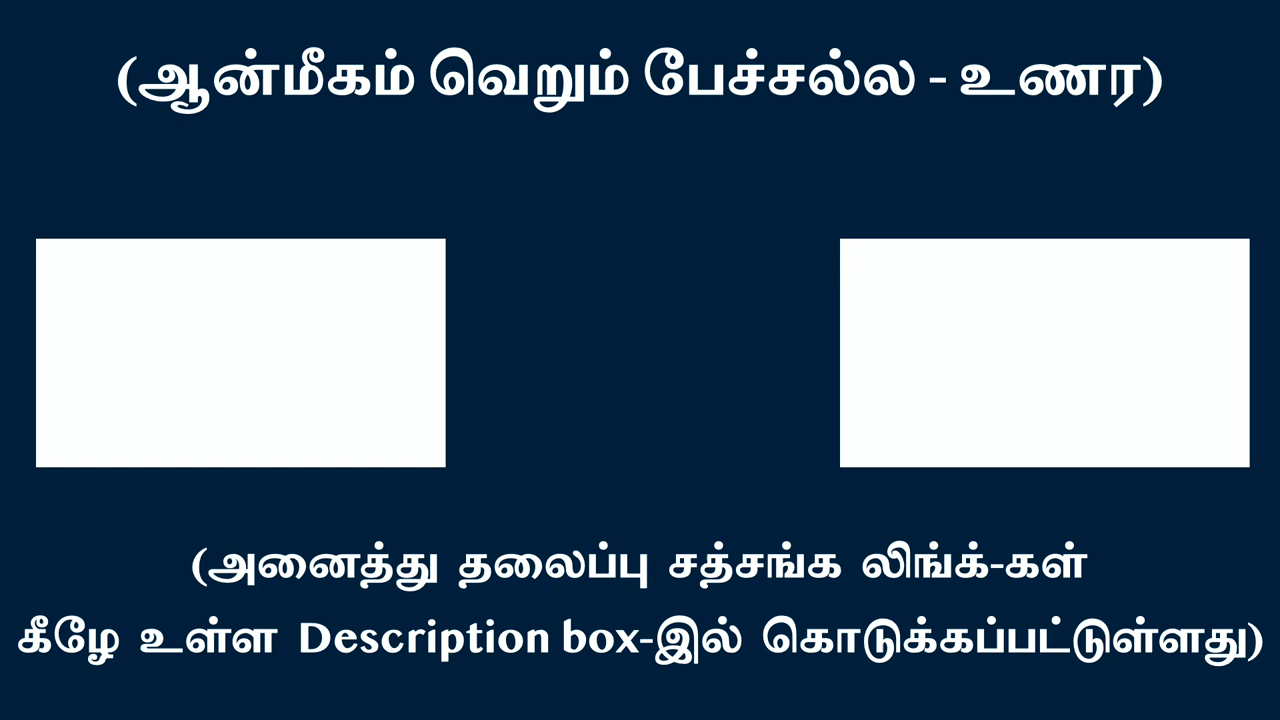 (ஆன்மீகம் வெறும் பேச்சல்ல - உணர)
(அனைத்து தலைப்பு சத்சங்க லிங்க்-கள்
கீழே உள்ள Description box-இல் கொடுக்கப்பட்டுள்ளது)